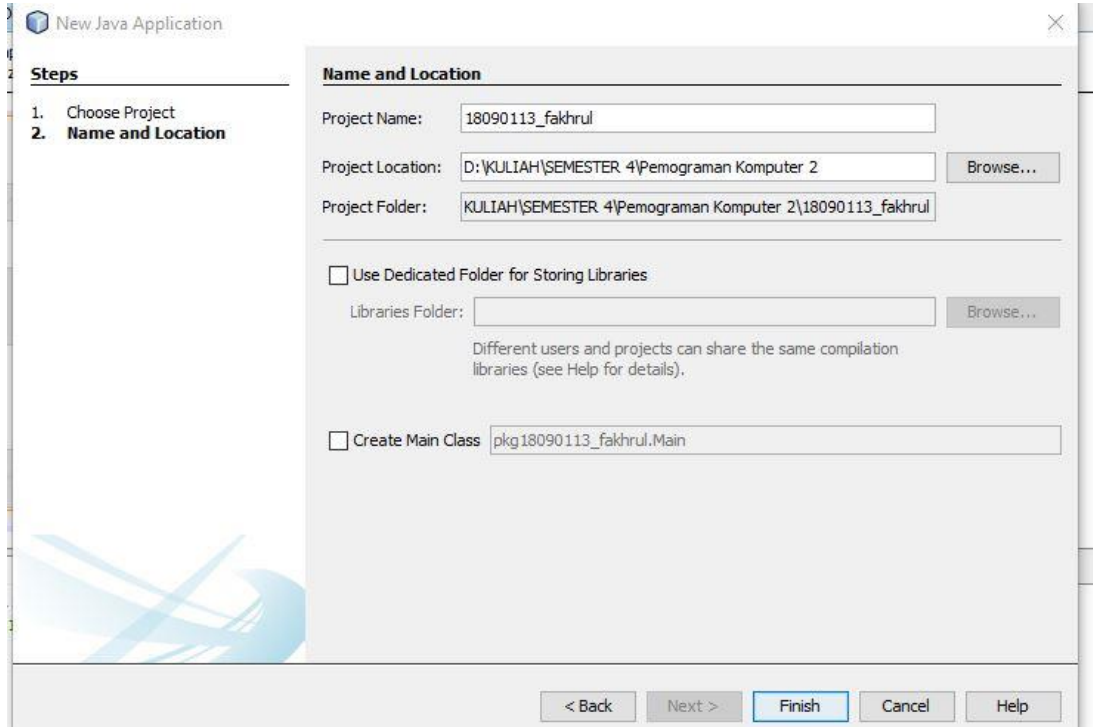 New Java Application
Steps
1. Choose Project
2. Name and Location
Name and Location
Project Name: 18090113_fakhrul
Project Location: D:\KULIAH\SEMESTER 4\Pemograman Komputer 2 Browse...
Project Folder: KULIAH\SEMESTER 4\Pemograman Komputer 2\18090113_fakhrul
Use Dedicated Folder for Storing Libraries
Libraries Folder: Browse...
Different users and projects can share the same compilation
libraries (see Help for details).
Create Main Class pkg18090113_fakhrul.Main
< Back Next > Finish Cancel Help